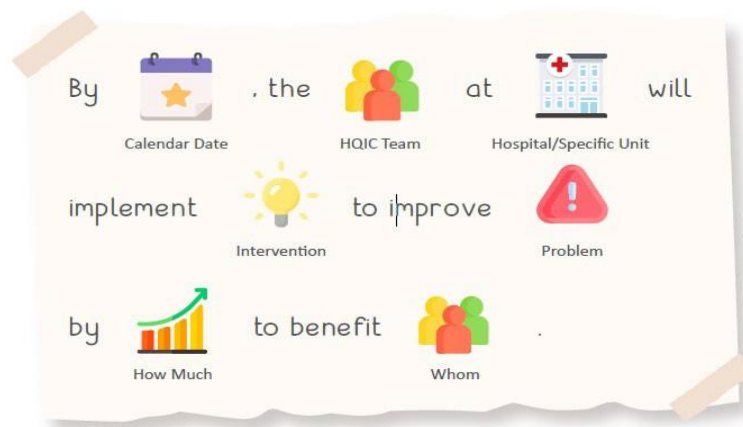 By , the at will
Calendar Date HQIC Team Hospital/Specific Unit
implement to improve
Intervention Problem
by to benefit .
How Much Whom